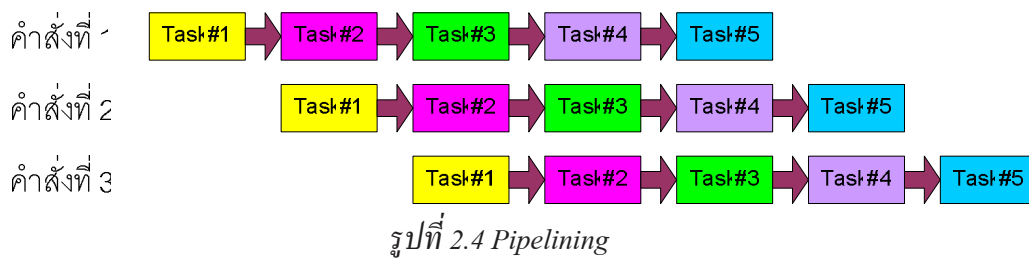 คำสั่งที่ 1 Task#1 Task#2 Task#3 Task#4 Task#5
คำสั่งที่ 2 Task#1 Task#2 Task#3 Task#4 Task#5
คำสั่งที่ 3 Task#1 Task#2 Task#3 Task#4 Task#5
รูปที่ 2.4 Pipelining